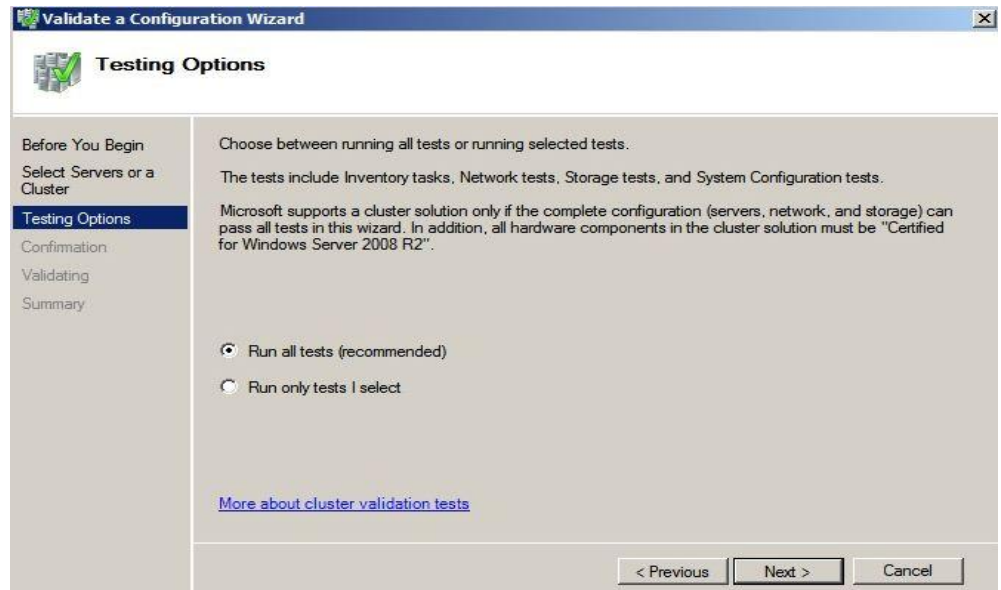 Validate a Configuration Wizard
Testing Options
Before You Begin
Select Servers or a
Cluster
Testing Options
Confirmation
Validating
Summary
Choose between running all tests or running selected tests.
The tests include Inventory tasks, Network tests, Storage tests, and System Configuration tests.
Microsoft supports a cluster solution only if the complete configuration (servers, network, and storage) can
pass all tests in this wizard. In addition, all hardware components in the cluster solution must be "Certified
for Windows Server 2008 R2".
Run all tests (recommended)
Run only tests I select
More about cluster validation tests
< Previous
Next >
Cancel